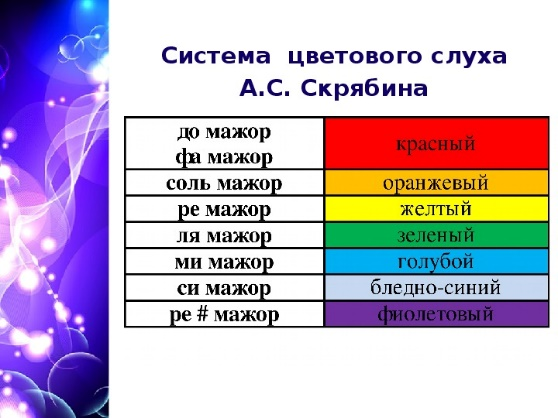 Система цветового слуха
А.С. Скрябина
до мажор
фа мажор
красный
соль мажор оранжевый
ре мажор желтый
ля мажор зеленый
ми мажор голубой
си мажор бледно-синий
ре # мажор фиолетовый